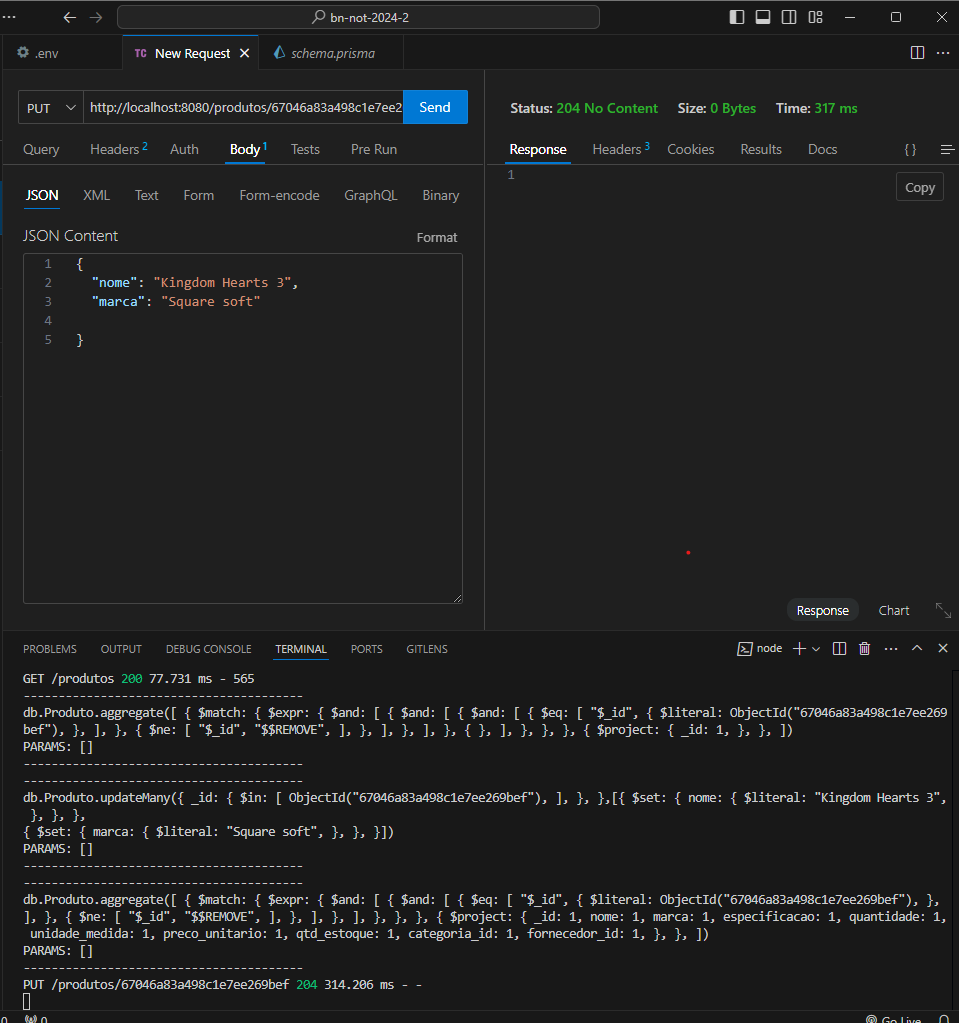 bn-not-2024-2
.env
TC New Request
schema.prisma
PUT
http://localhost:8080/produtos/67046a83a498c1e7ee2
Send
Status: 204 No Content Size: 0 Bytes Time: 317 ms
Query Headers 2 Auth Body 1 Tests Pre Run
Response Headers 3 Cookies Results Docs { }
JSON XML Text Form Form-encode GraphQL Binary
1
Copy
JSON Content
Format
1 {
2 "nome": "Kingdom Hearts 3",
3 "marca": "Square soft"
4
5 }
Response Chart
PROBLEMS OUTPUT DEBUG CONSOLE TERMINAL PORTS GITLENS
node
GET /produtos 200 77.731 ms - 565
----------------------------------------
db.Produto.aggregate([ { $match: { $expr: { $and: [ { $and: [ { $and: [ { $eq: [ "$_id", { $literal: ObjectId("67046a83a498c1e7ee269
bef"), }, ], }, { $ne: [ "$_id", "$$REMOVE", ], }, ], }, ], }, { }, ], }, }, }, { $project: { _id: 1, }, }, ])
PARAMS: []
----------------------------------------
----------------------------------------
db.Produto.updateMany({ _id: { $in: [ ObjectId("67046a83a498c1e7ee269bef"), ], }, },[{ $set: { nome: { $literal: "Kingdom Hearts 3",
}, }, },
{ $set: { marca: { $literal: "Square soft", }, }, }])
PARAMS: []
----------------------------------------
----------------------------------------
db.Produto.aggregate([ { $match: { $expr: { $and: [ { $and: [ { $eq: [ "$_id", { $literal: ObjectId("67046a83a498c1e7ee269bef"), },
], }, { $ne: [ "$_id", "$$REMOVE", ], }, ], }, ], }, }, }, { $project: { _id: 1, nome: 1, marca: 1, especificacao: 1, quantidade: 1,
unidade_medida: 1, preco_unitario: 1, qtd_estoque: 1, categoria_id: 1, fornecedor_id: 1, }, }, ])
PARAMS: []
----------------------------------------
PUT /produtos/67046a83a498c1e7ee269bef 204 314.206 ms - -
0
0
Go Live